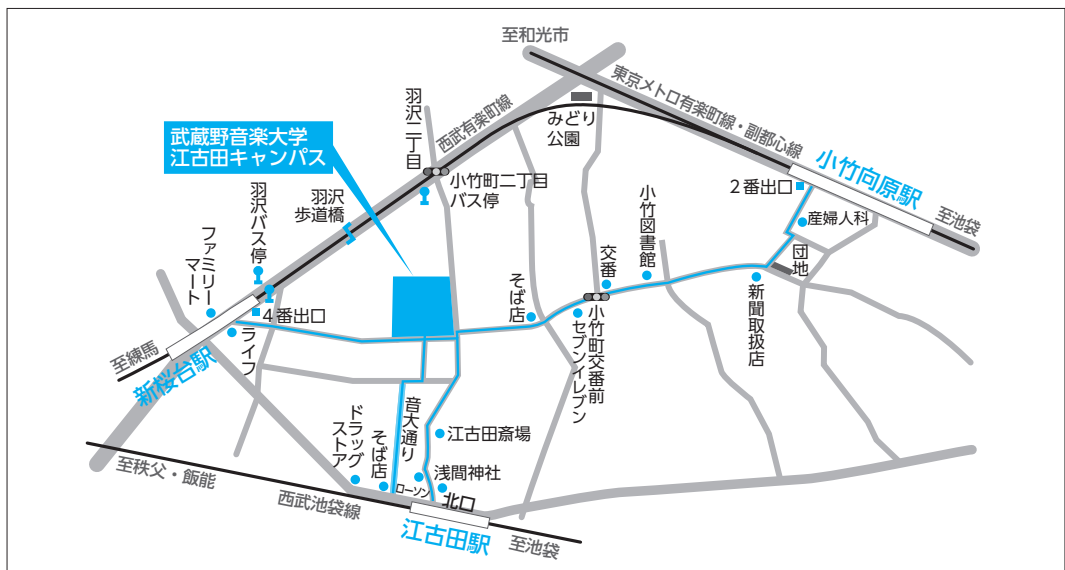 至和光市
東京メトロ有楽町線・副都心線
西武有楽町線
羽沢二丁目
みどり
公園
武蔵野音楽大学
江古田キャンパス
小竹向原駅
2番出口
小竹町二丁目
バス停
小竹図書館
産婦人科
至池袋
羽沢
歩道橋
羽沢バス停
交番
団地
ファミリー
マート
そば店
新聞取扱店
4番出口
小竹町交番前
セブンイレブン
ライフ
至練馬
新桜台駅
音大通り
ドラッグ
ストア
そば店
江古田斎場
浅間神社
ローソン
北口
至秩父・飯能
西武池袋線
江古田駅
至池袋